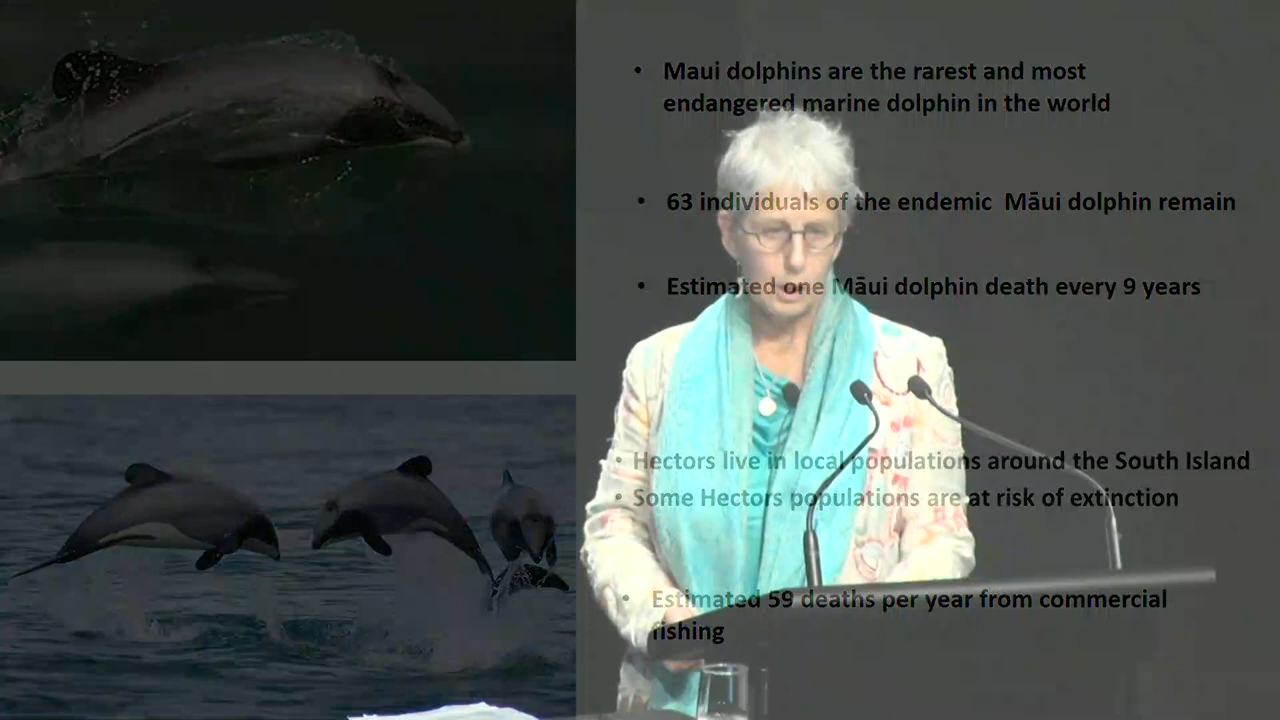 • Maui dolphins are the rarest and most
endangered marine dolphin in the world
• 63 individuals of the endemic Māui dolphin remain
• Estimated one Māui dolphin death every 9 years
• Hectors live in local populations around the South Island
• Some Hectors populations are at risk of extinction
• Estimated 59 deaths per year from commercial
fishing